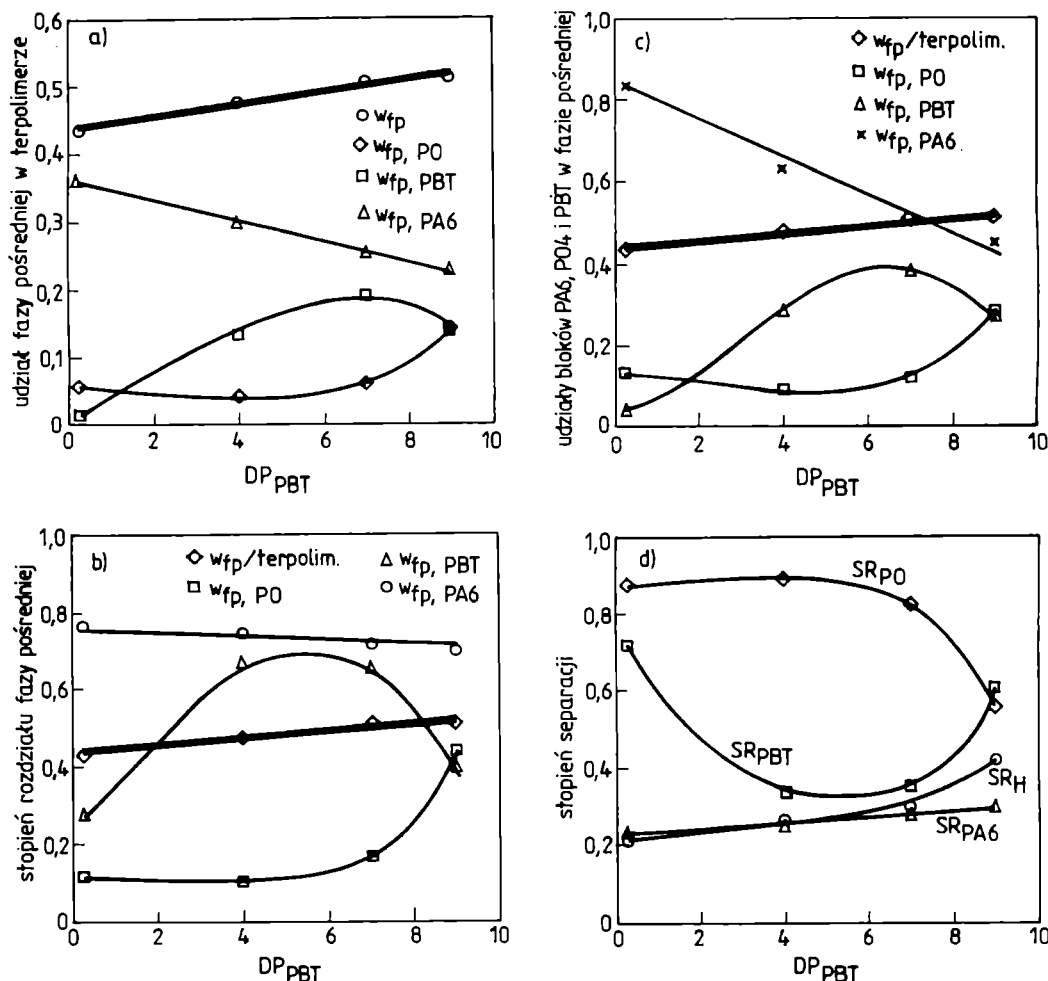 a)
udział fazy pośredniej w terpolimerze
0,6
0,5
0,4
0,3
0,2
0,1
0
wfp
wfp, PO
wfp, PBT
wfp, PA6
0 2 4 6 8 10
DPPBT
c)
udziały bloków PA6, PO4 i PBT w fazie pośredniej
1,0
0,8
0,6
0,4
0,2
0
wfp/terpolim.
wfp, PO
wfp, PBT
wfp, PA6
0 2 4 6 8 10
DPPBT
b)
stopień rozdziału fazy pośredniej
1,0
0,8
0,6
0,4
0,2
0
wfp/terpolim. wfp, PBT
wfp, PO wfp, PA6
0 2 4 6 8 10
DPPBT
d)
stopień separacji
1,0
0,8
0,6
0,4
0,2
0
SRPO
SRPBT
SRH
SRPA6
0 2 4 6 8 10
DPPBT